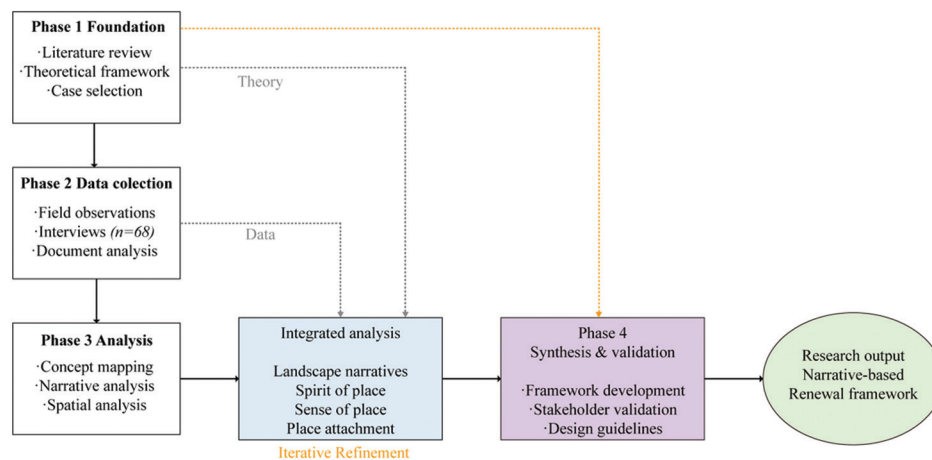 Phase 1 Foundation
·Literature review
·Theoretical framework
·Case selection
Theory
Phase 2 Data colection
·Field observations
·Interviews (n=68)
·Document analysis
Data
Phase 3 Analysis
·Concept mapping
·Narrative analysis
·Spatial analysis
Integrated analysis
Landscape narratives
Spirit of place
Sense of place
Place attachment
Iterative Refinement
Phase 4
Synthesis & validation
·Framework development
·Stakeholder validation
·Design guidelines
Research output
Narrative-based
Renewal framework